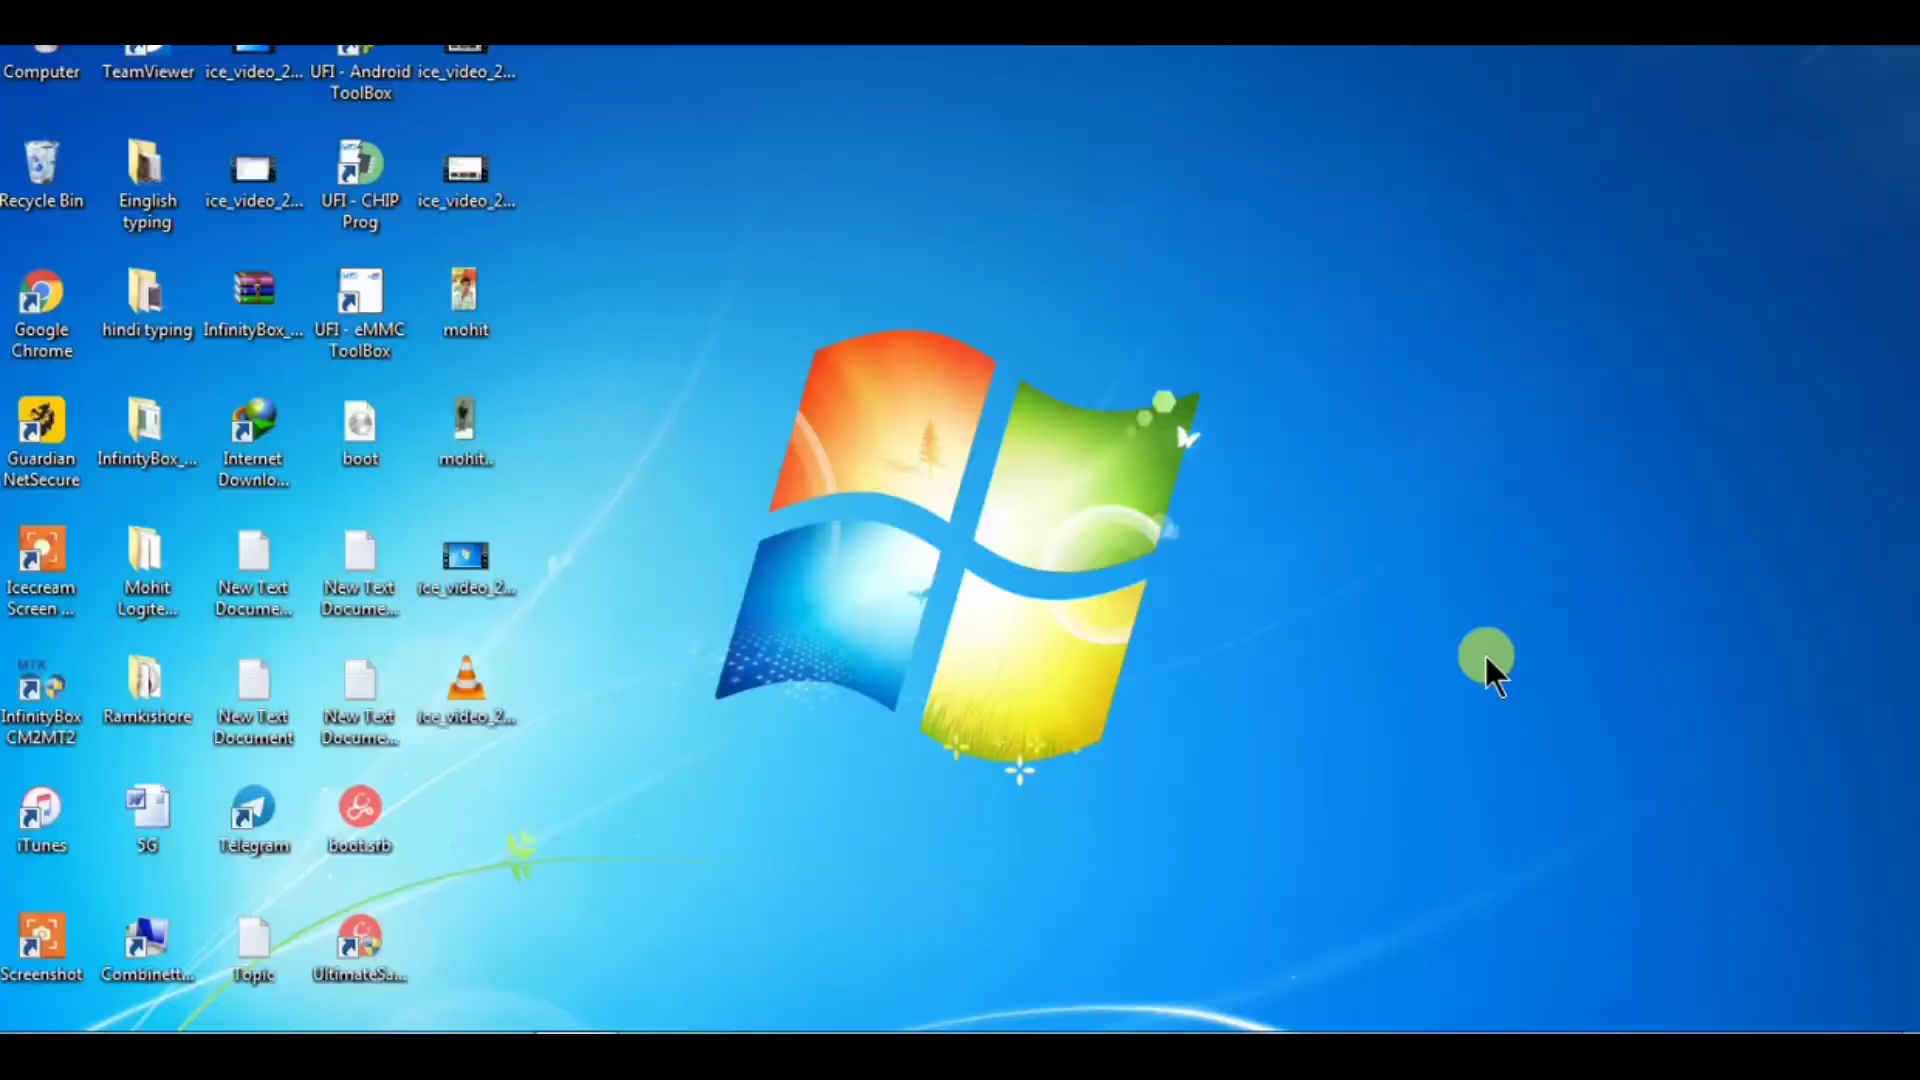 Computer
TeamViewer
ice_video_2...
UFI - Android
ToolBox
ice_video_2...
Recycle Bin
Einglish
typing
ice_video_2...
UFI - CHIP
Prog
ice_video_2...
Google
Chrome
hindi typing
InfinityBox_...
UFI - eMMC
ToolBox
mohit
Guardian
NetSecure
InfinityBox_...
Internet
Downlo...
boot
mohit..
Icecream
Screen ...
Mohit
Logite...
New Text
Docume...
New Text
Docume...
ice_video_2...
MTK
InfinityBox
CM2MT2
Ramkishore
New Text
Document
New Text
Docume...
ice_video_2...
iTunes
5G
Telegram
boot.srb
Screenshot
Combinett...
Topic
UltimateSa...